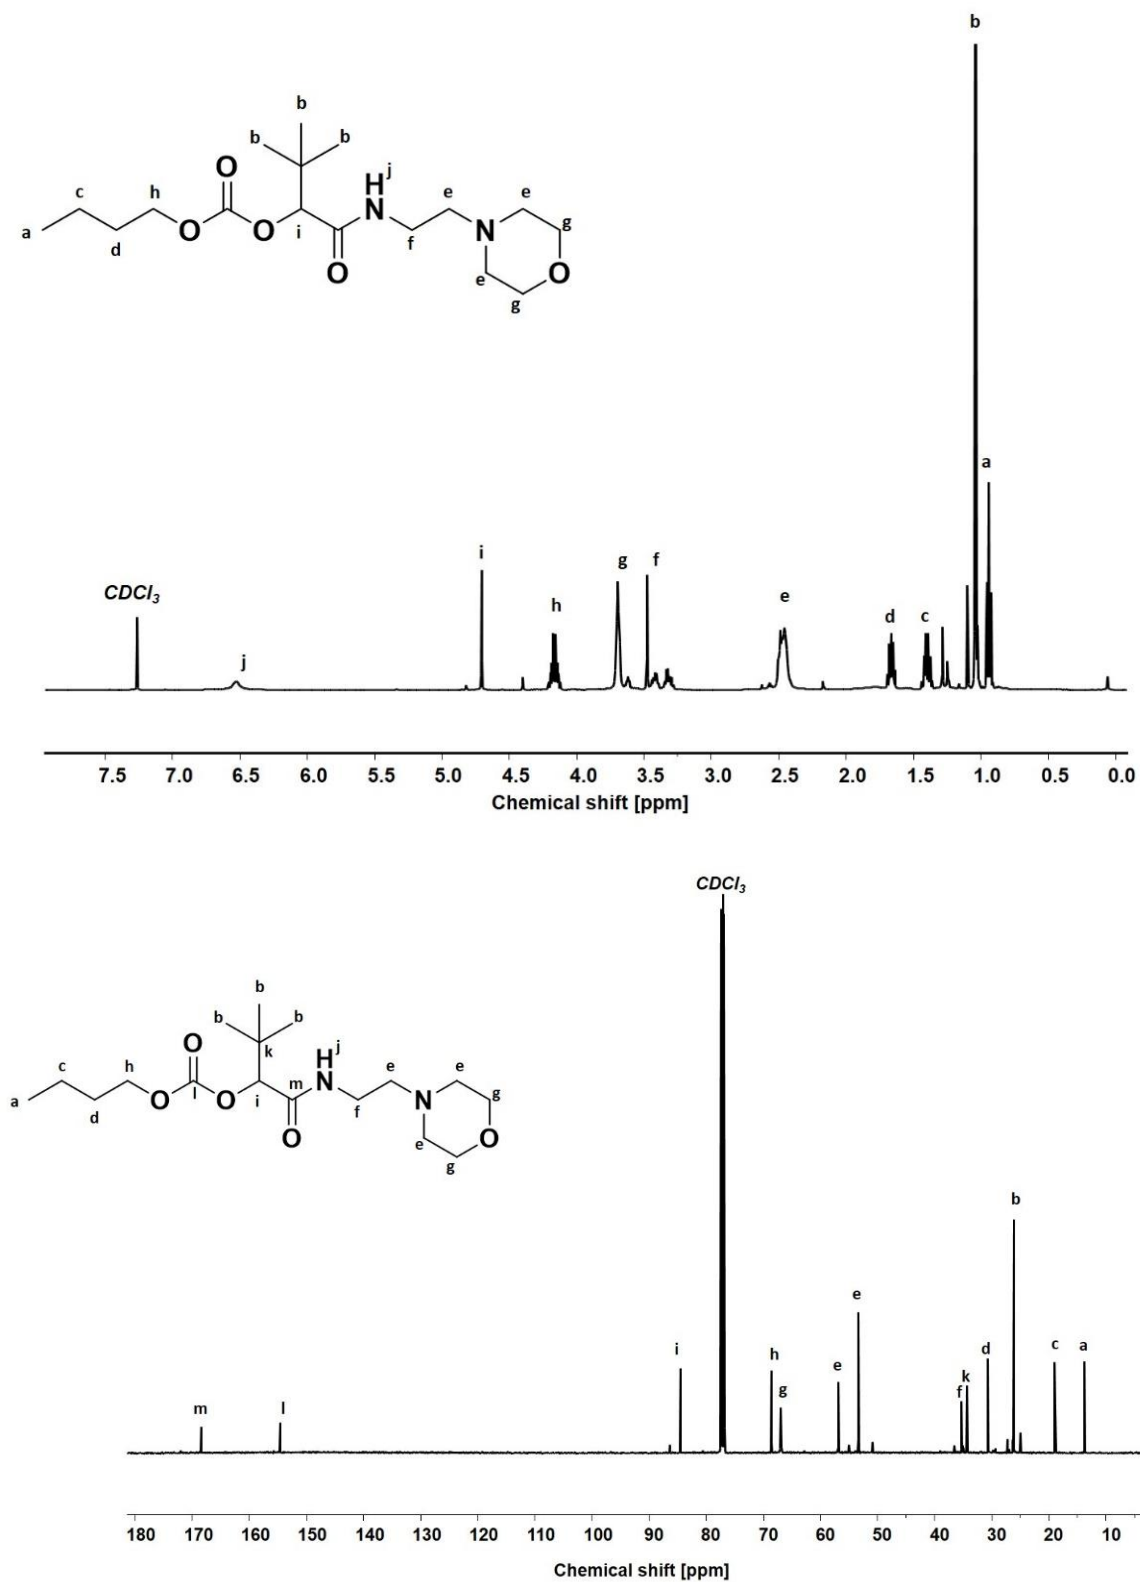 b
b
b
b
O
H
j
c
h
e
e
g
a
d
O
O
i
N
f
N
O
O
e
g
a
i
g
f
CDCl3
h
e
d
c
j
7.5 7.0 6.5 6.0 5.5 5.0 4.5 4.0 3.5 3.0 2.5 2.0 1.5 1.0 0.5 0.0
Chemical shift [ppm]
CDCl3
b
b
b
O
k
H
j
c
h
m
e
e
g
a
d
O
l
O
i
N
f
N
O
O
e
g
b
e
i
h
d
c
a
e
k
f
g
m
l
180 170 160 150 140 130 120 110 100 90 80 70 60 50 40 30 20 10
Chemical shift [ppm]